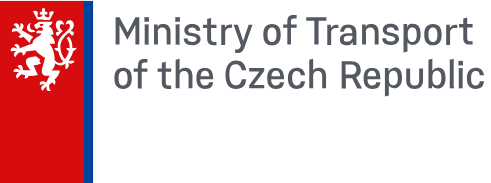 Ministry of Transport
of the Czech Republic